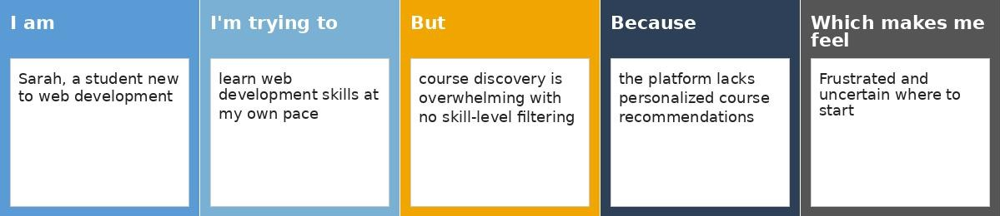 I am
Sarah, a student new
to web development
I'm trying to
learn web
development skills at
my own pace
But
course discovery is
overwhelming with
no skill-level filtering
Because
the platform lacks
personalized course
recommendations
Which makes me
feel
Frustrated and
uncertain where to
start